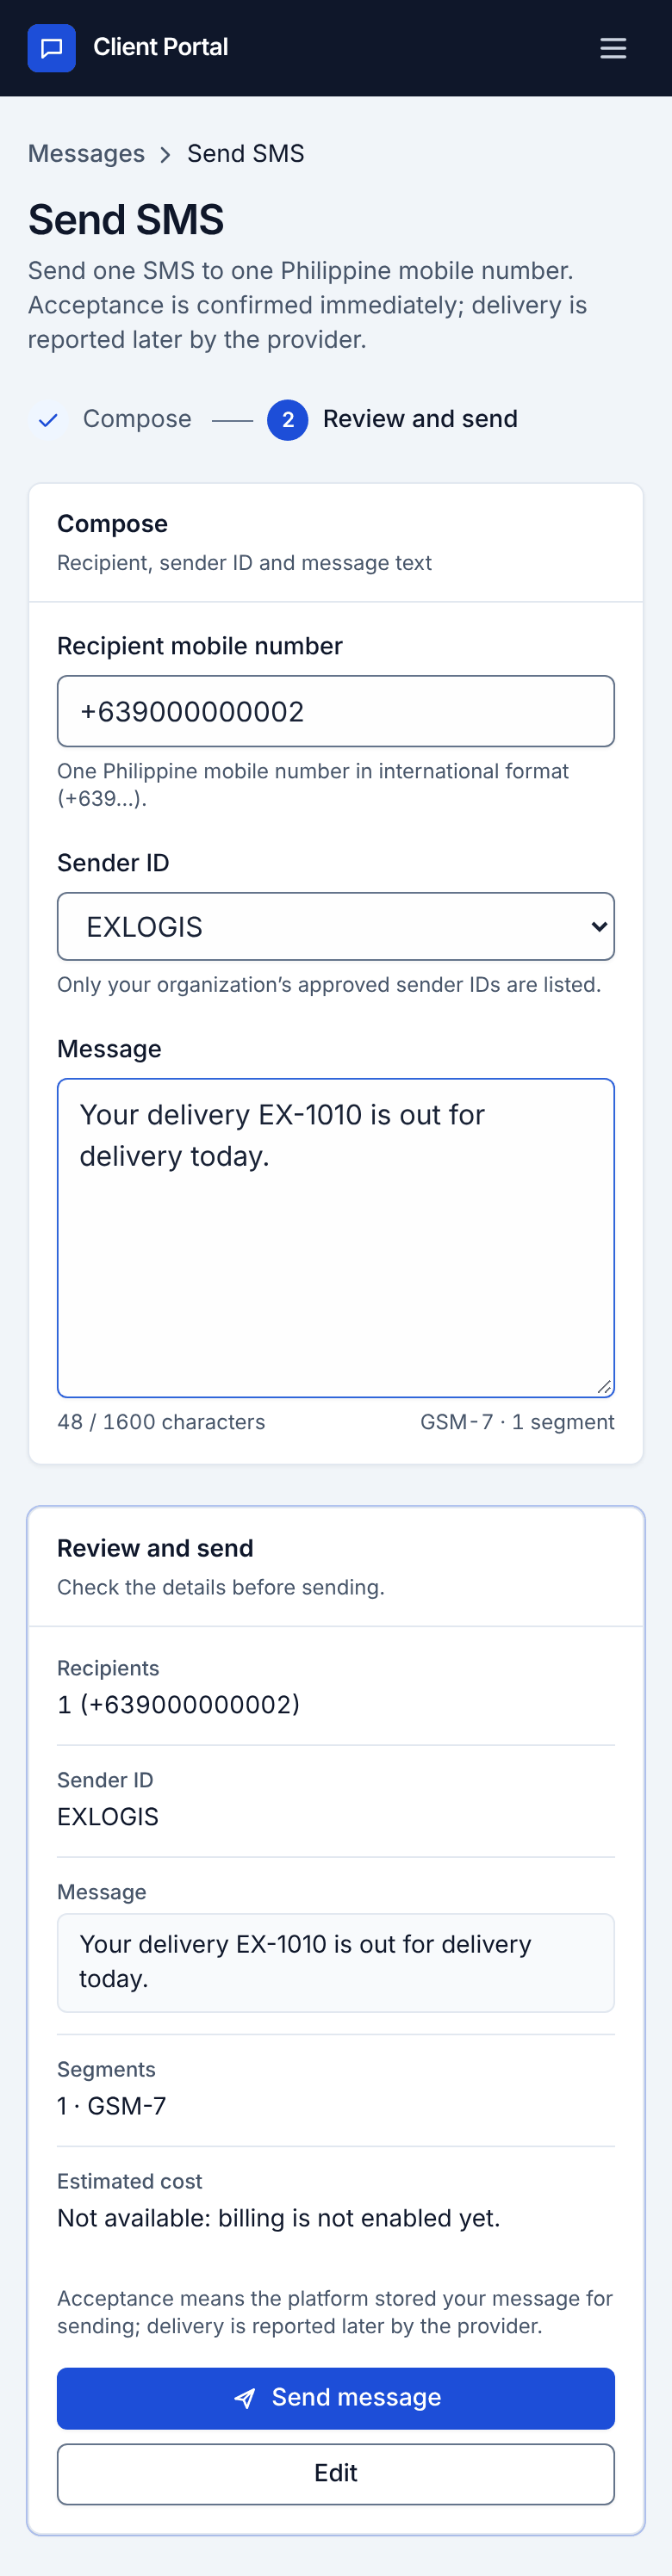 Client Portal
Messages > Send SMS
Send SMS
Send one SMS to one Philippine mobile number.
Acceptance is confirmed immediately; delivery is
reported later by the provider.
Compose
2 Review and send
Compose
Recipient, sender ID and message text
Recipient mobile number
+639000000002
One Philippine mobile number in international format
(+639...).
Sender ID
EXLOGIS
Only your organization’s approved sender IDs are listed.
Message
Your delivery EX-1010 is out for
delivery today.
48 / 1600 characters
GSM-7 · 1 segment
Review and send
Check the details before sending.
Recipients
1 (+639000000002)
Sender ID
EXLOGIS
Message
Your delivery EX-1010 is out for delivery
today.
Segments
1 · GSM-7
Estimated cost
Not available: billing is not enabled yet.
Acceptance means the platform stored your message for
sending; delivery is reported later by the provider.
Send message
Edit